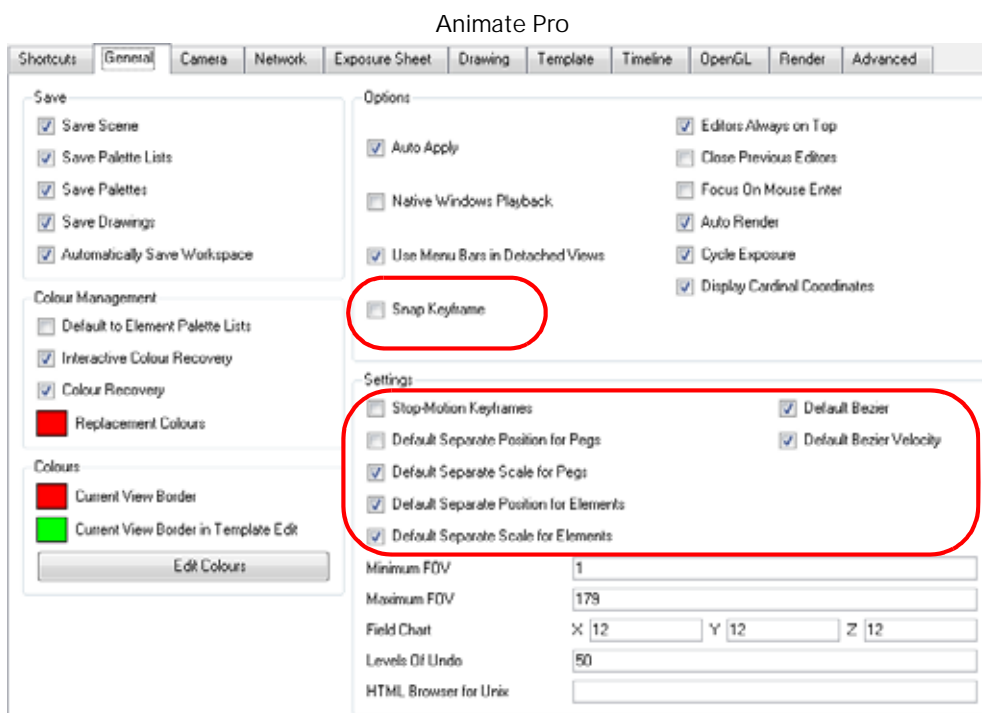 Animate Pro
Shortcuts General Camera Network Exposure Sheet Drawing Template Timeline OpenGL Render Advanced
Save
Save Scene
Save Palette Lists
Save Palettes
Save Drawings
Automatically Save Workspace
Colour Management
Default to Element Palette Lists
Interactive Colour Recovery
Colour Recovery
Replacement Colours
Colours
Current View Border
Current View Border in Template Edit
Edit Colours
Options
Auto Apply
Native Windows Playback
Use Menu Bars in Detached Views
Snap Keyframe
Editors Always on Top
Close Previous Editors
Focus On Mouse Enter
Auto Render
Cycle Exposure
Display Cardinal Coordinates
Settings
Stop-Motion Keyframes
Default Separate Position for Pegs
Default Separate Scale for Pegs
Default Separate Position for Elements
Default Separate Scale for Elements
Default Bezier
Default Bezier Velocity
Minimum FOV 1
Maximum FOV 179
Field Chart X 12 Y 12 Z 12
Levels Of Undo 50
HTML Browser for Unix